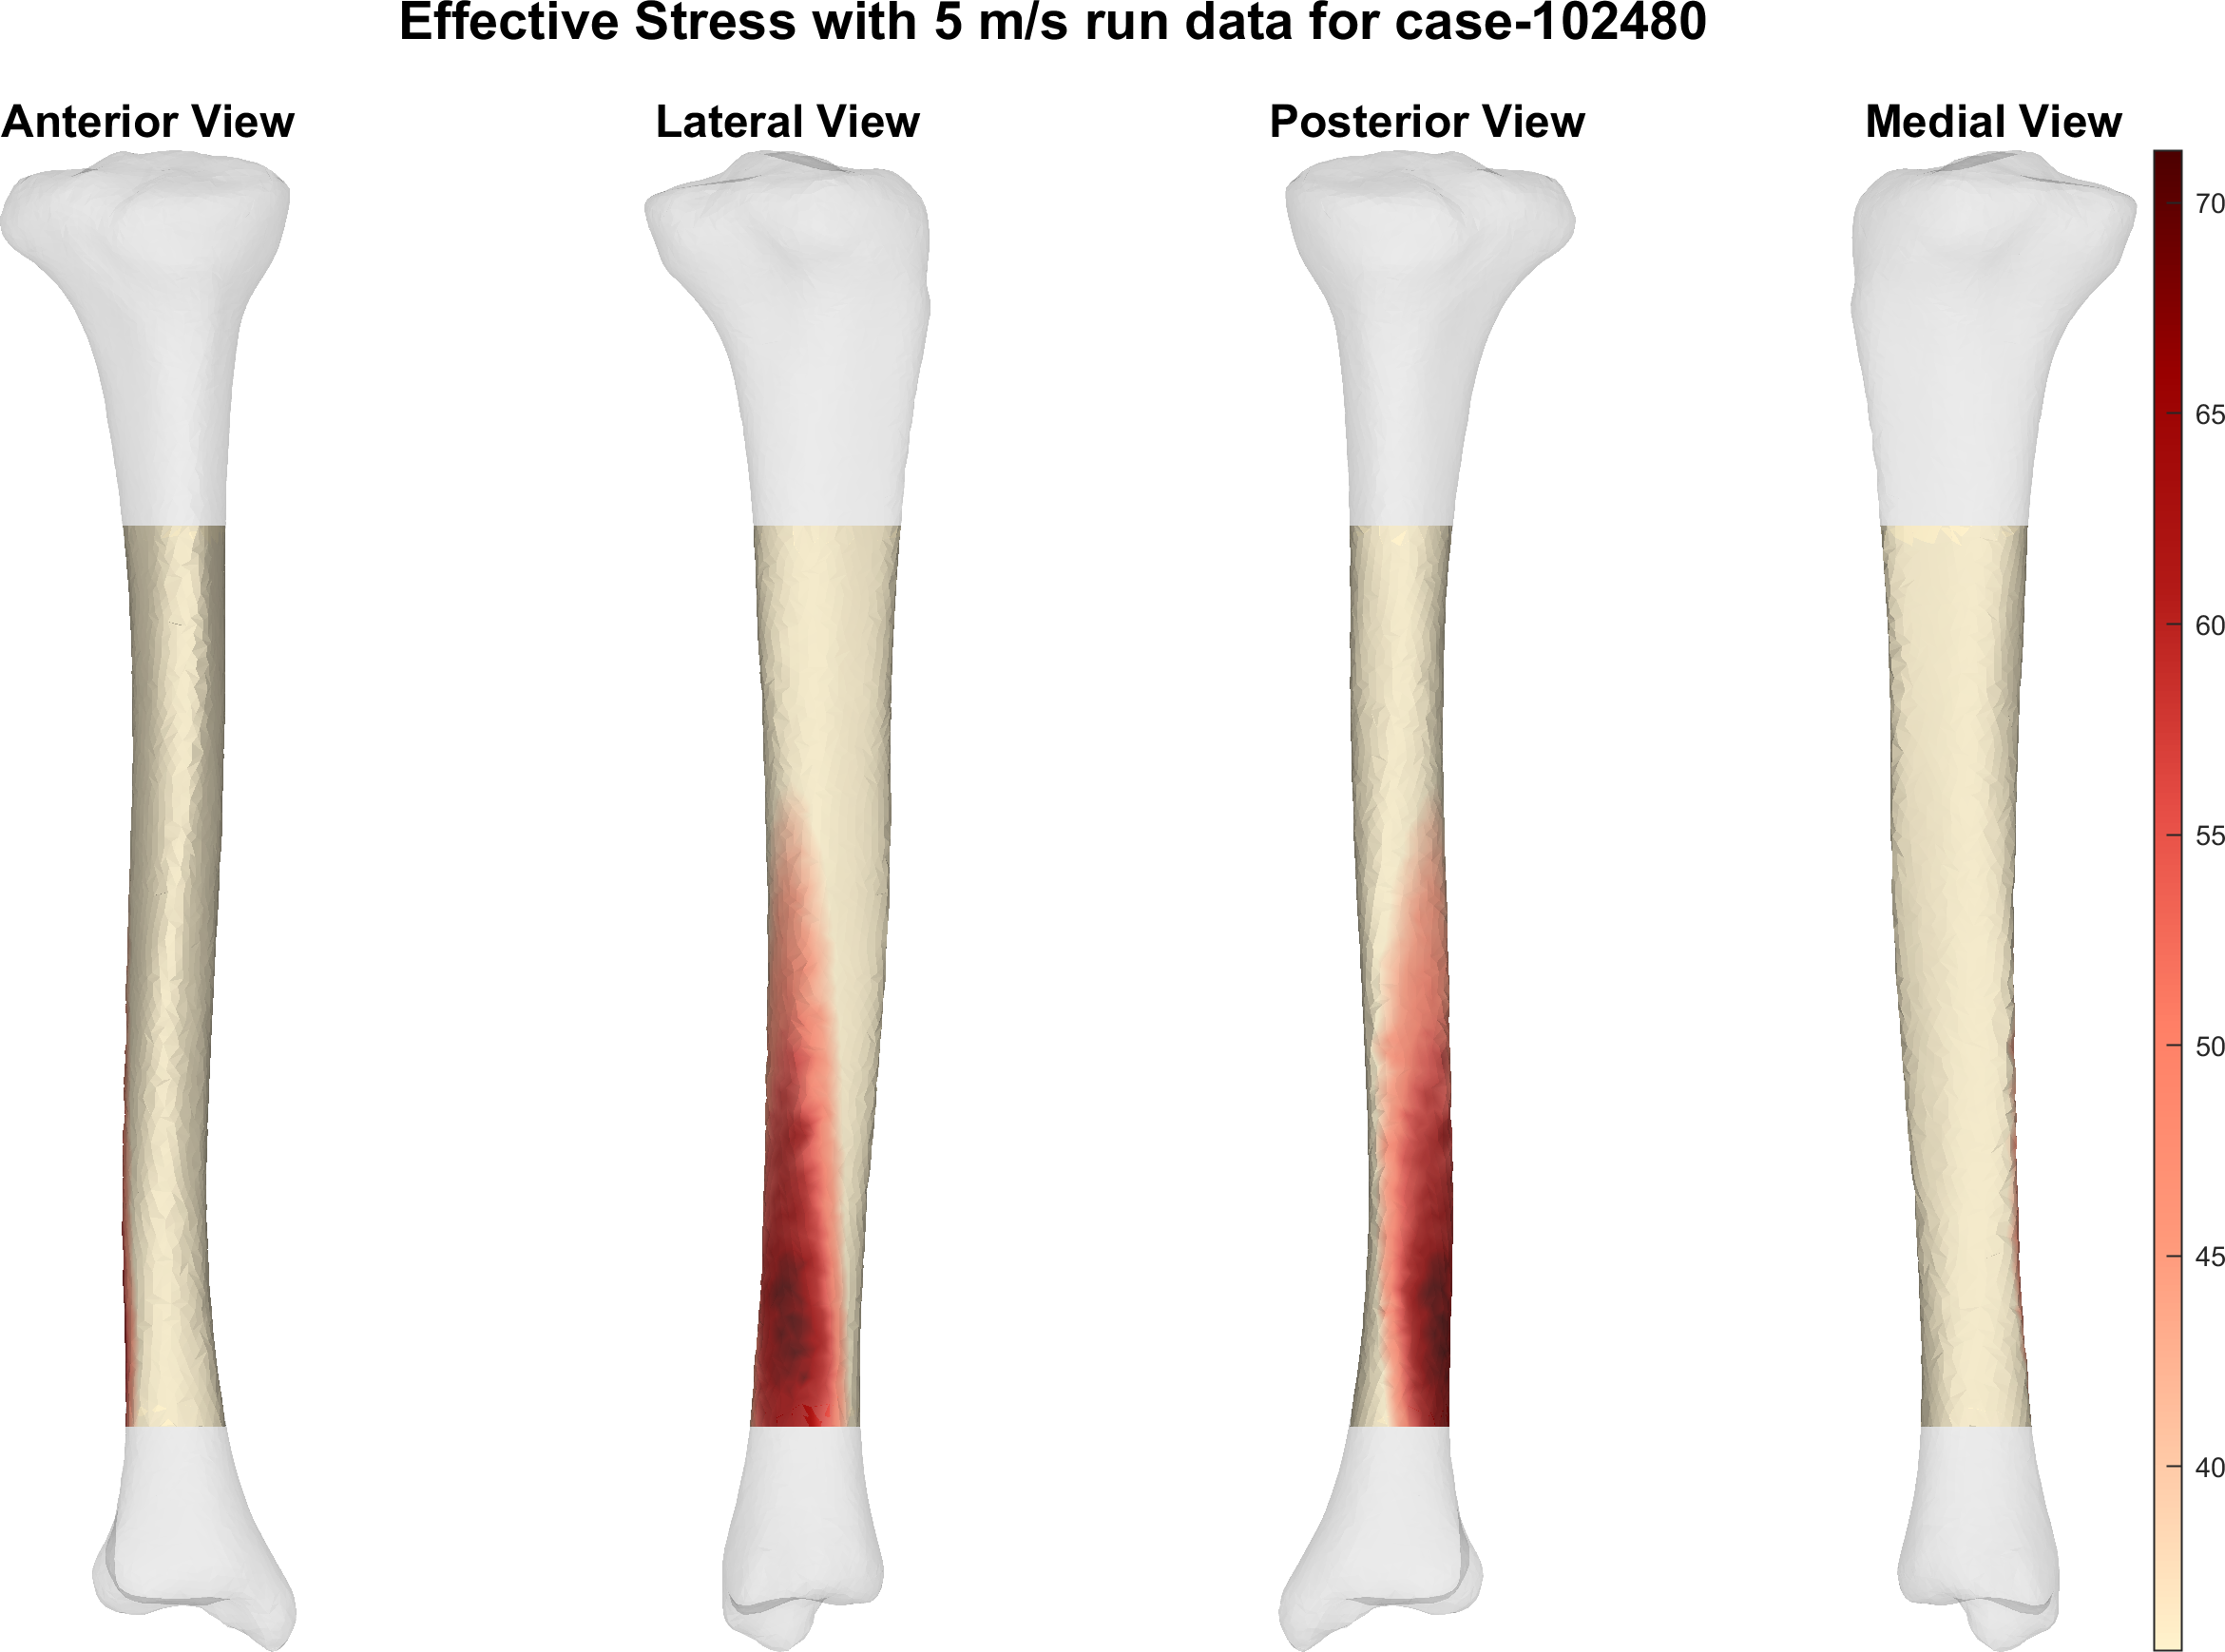 Effective Stress with 5 m/s run data for case-102480
Anterior View
Lateral View
Posterior View
Medial View
70
65
60
55
50
45
40